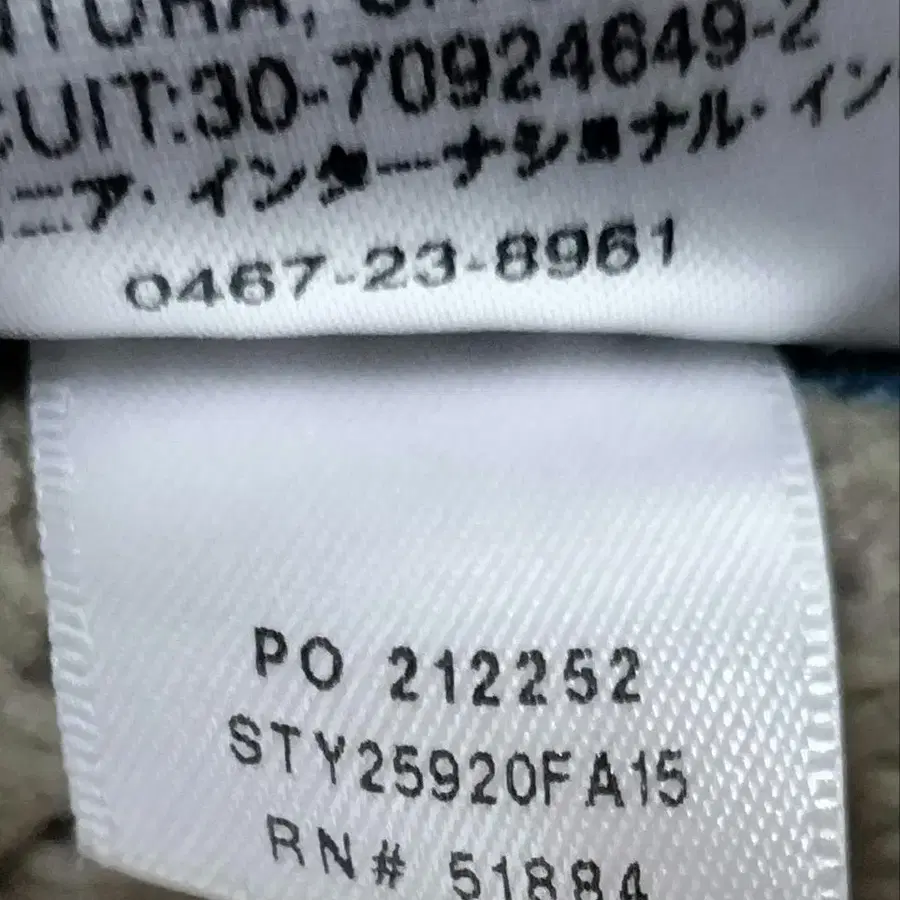 NTURA,
CUIT:30-70924649-2
ニア・インターナショナル・イン
0467-23-8961
PO 212252
STY25920FA15
RN# 51884